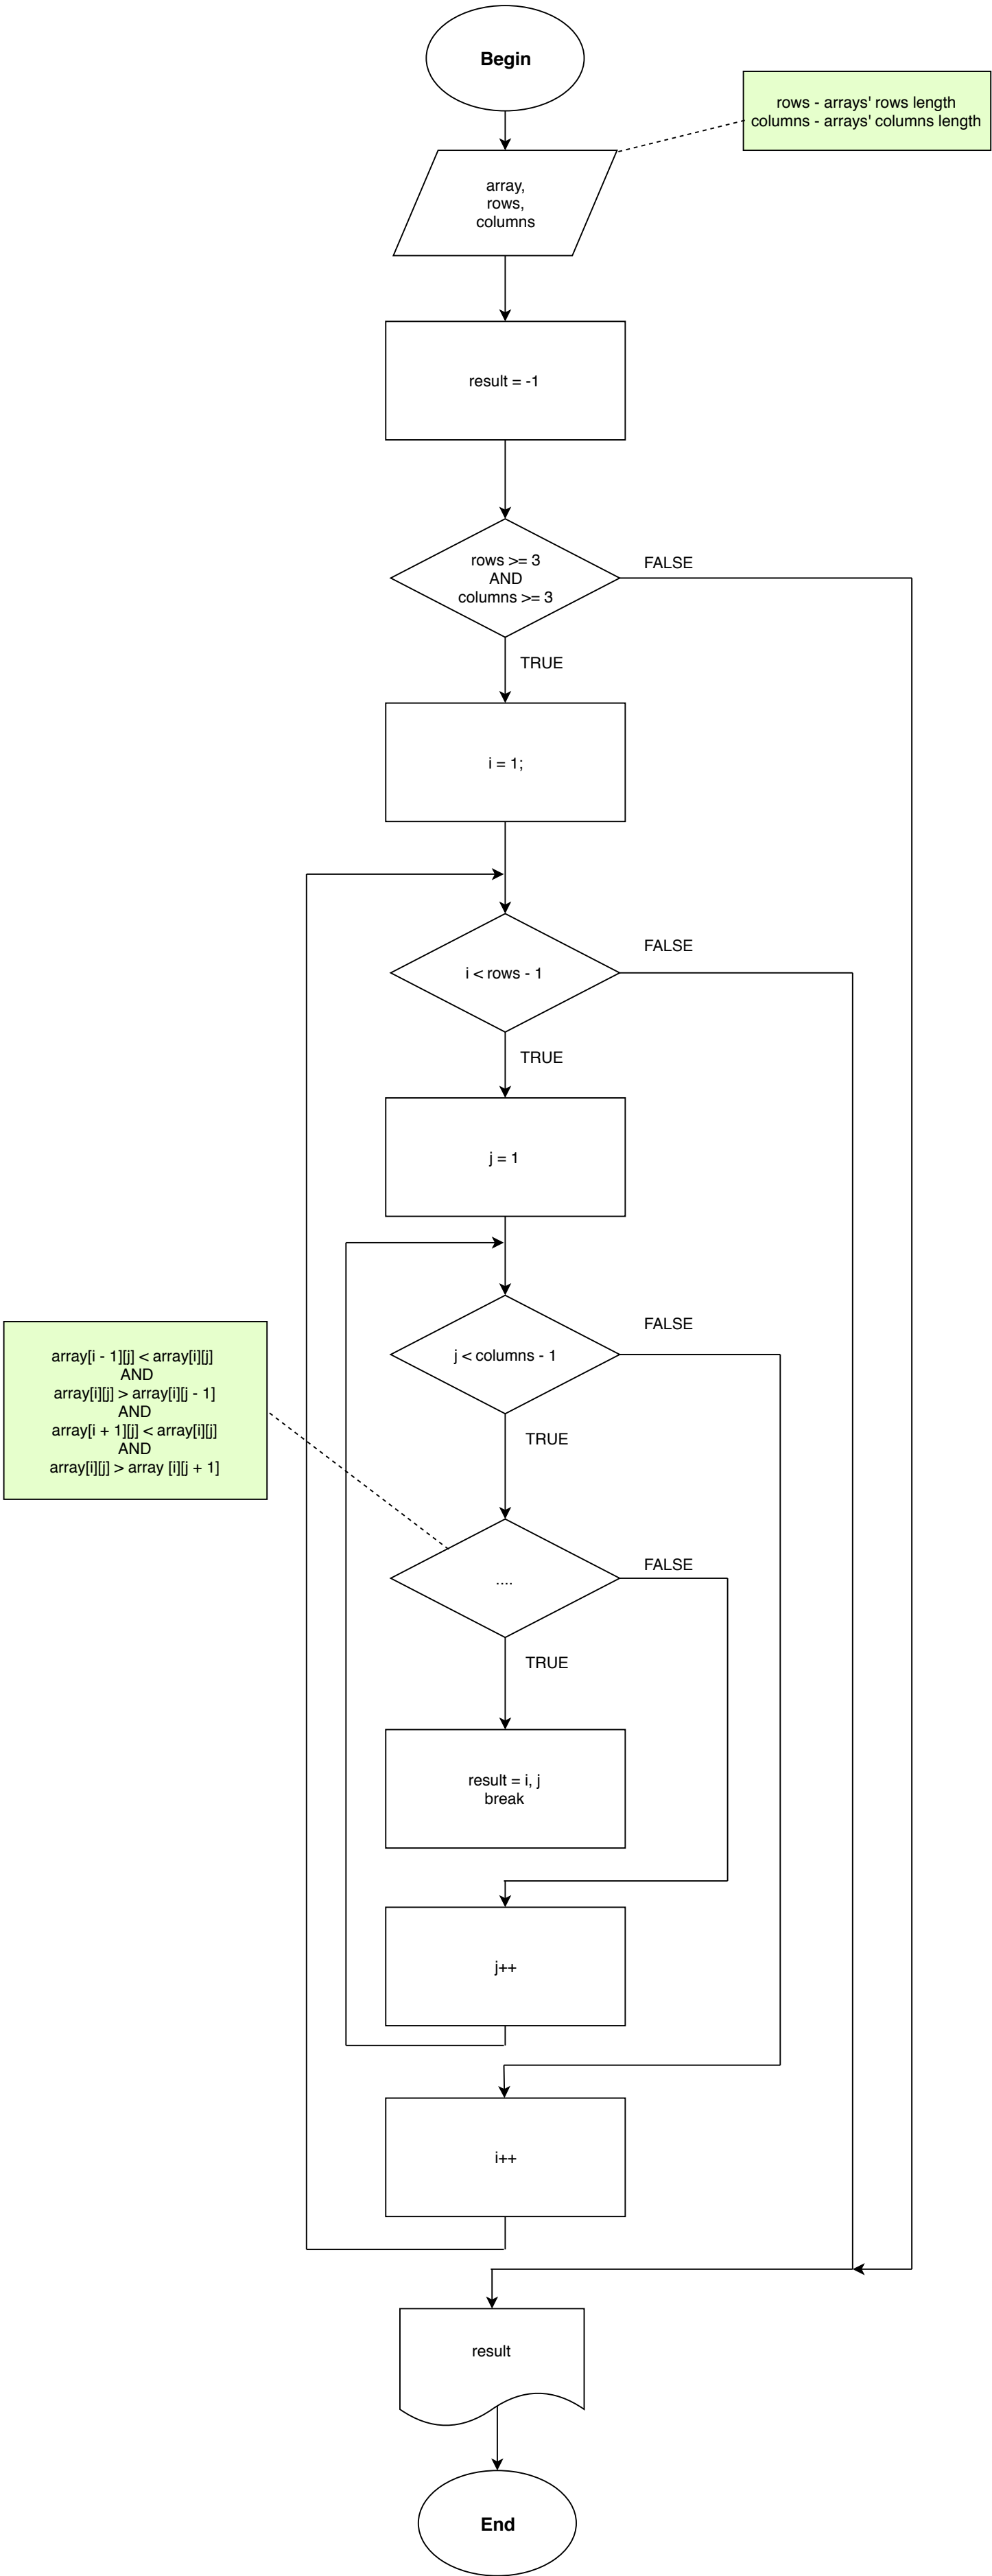 Begin
rows - arrays' rows length
columns - arrays' columns length
array,
rows,
columns
result = -1
rows >= 3
AND
columns >= 3
FALSE
TRUE
i = 1;
FALSE
i < rows - 1
TRUE
j = 1
FALSE
j < columns - 1
TRUE
array[i - 1][j] < array[i][j]
AND
array[i][j] > array[i][j - 1]
AND
array[i + 1][j] < array[i][j]
AND
array[i][j] > array [i][j + 1]
FALSE
....
TRUE
result = i, j
break
j++
i++
result
End